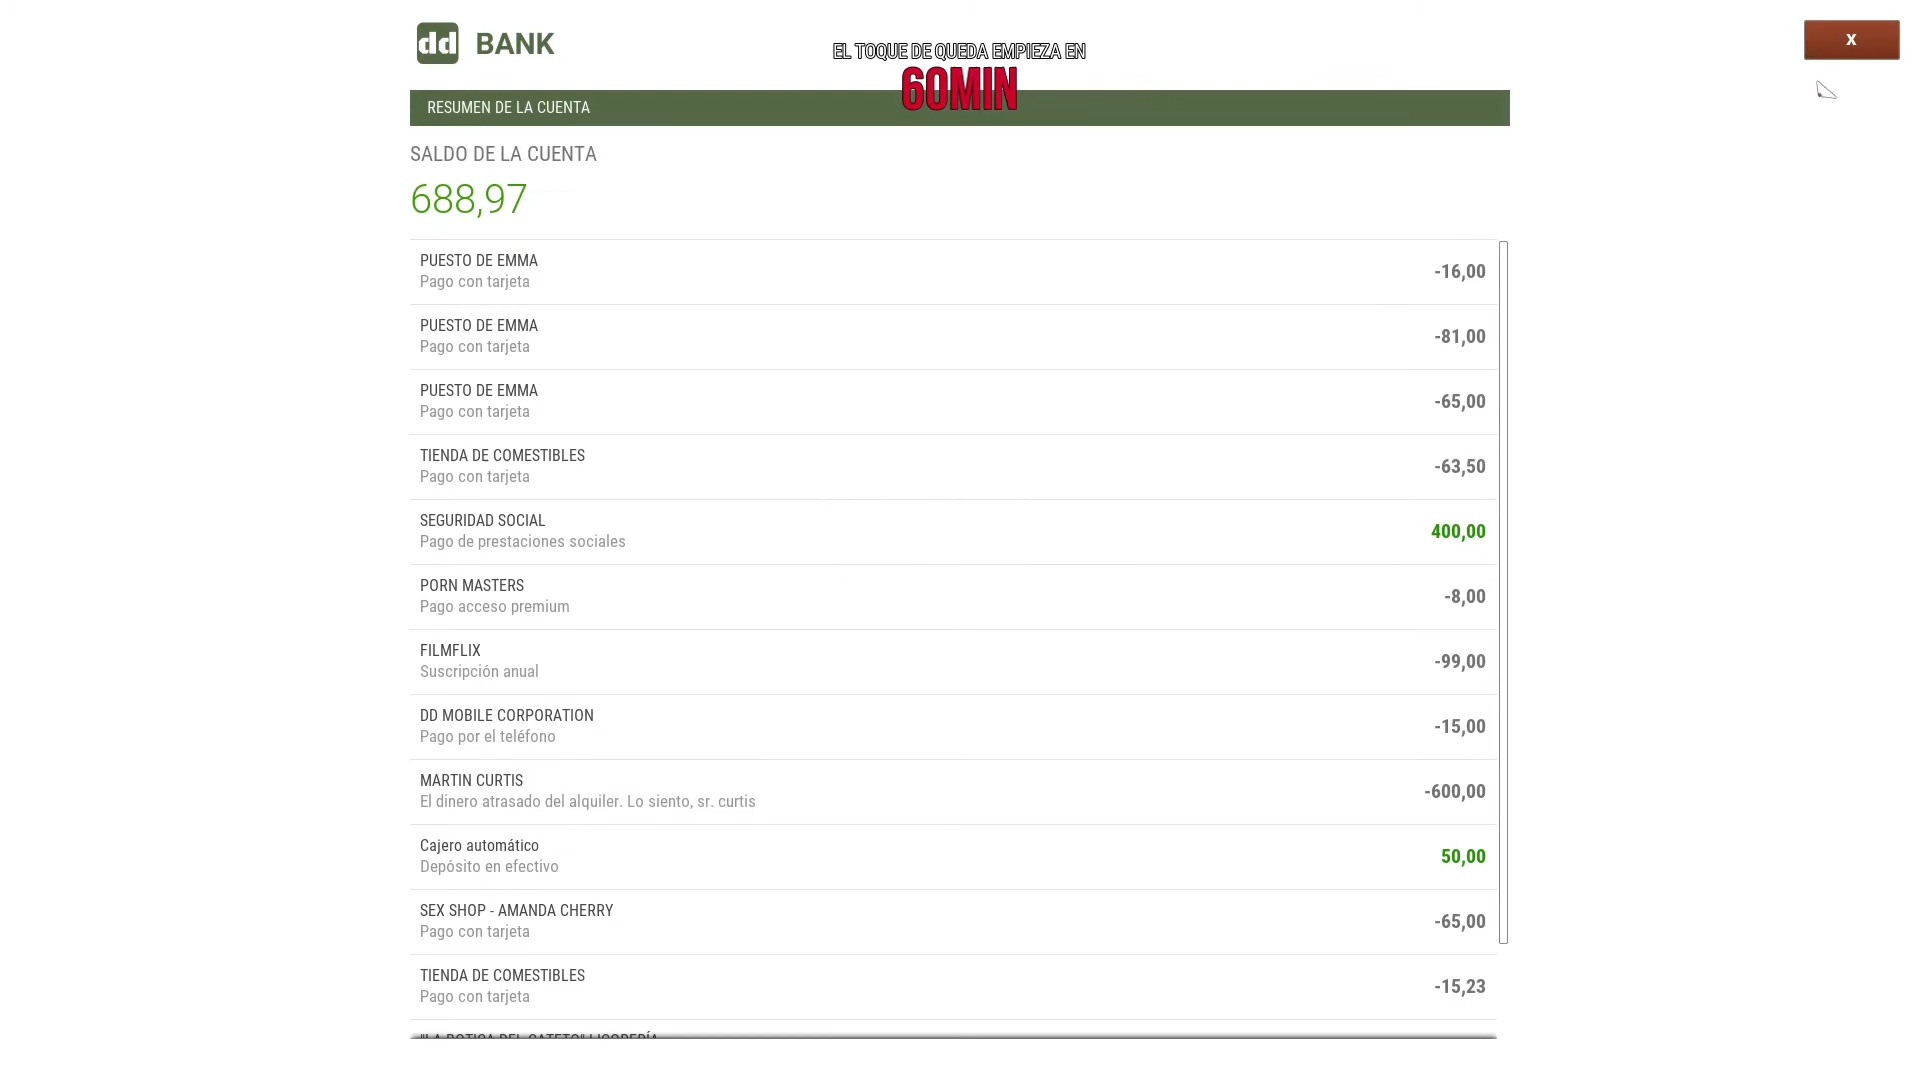 dd BANK
X
EL TOQUE DE QUEDA EMPIEZA EN
60MIN
RESUMEN DE LA CUENTA
SALDO DE LA CUENTA
688,97
PUESTO DE EMMA
Pago con tarjeta
-16,00
PUESTO DE EMMA
Pago con tarjeta
-81,00
PUESTO DE EMMA
Pago con tarjeta
-65,00
TIENDA DE COMESTIBLES
Pago con tarjeta
-63,50
SEGURIDAD SOCIAL
Pago de prestaciones sociales
400,00
PORN MASTERS
Pago acceso premium
-8,00
FILMFLIX
Suscripción anual
-99,00
DD MOBILE CORPORATION
Pago por el teléfono
-15,00
MARTIN CURTIS
El dinero atrasado del alquiler. Lo siento, sr. curtis
-600,00
Cajero automático
Depósito en efectivo
50,00
SEX SHOP - AMANDA CHERRY
Pago con tarjeta
-65,00
TIENDA DE COMESTIBLES
Pago con tarjeta
-15,23